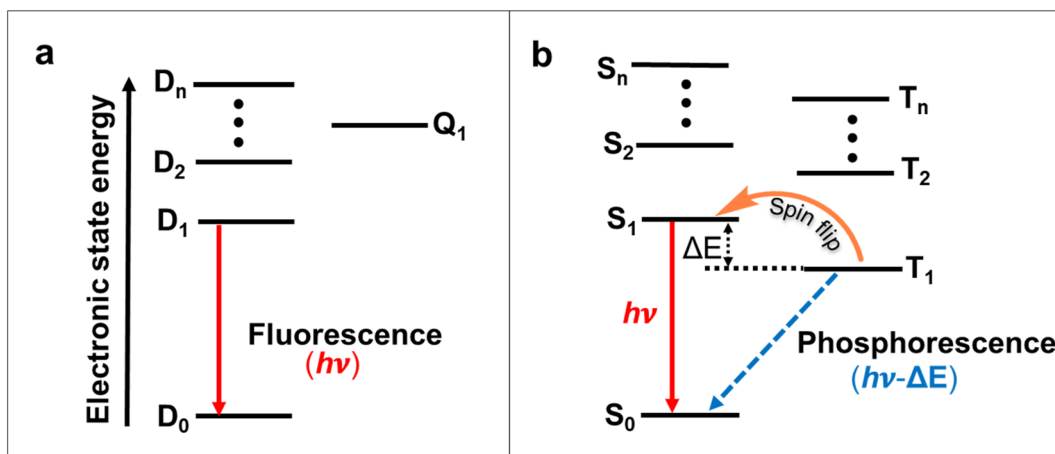 a
Electronic state energy
Dₙ
Q₁
D₂
D₁
Fluorescence
(hν)
D₀
b
Sₙ
Tₙ
S₂
T₂
S₁
Spin flip
ΔE
T₁
hν
Phosphorescence
(hν-ΔE)
S₀